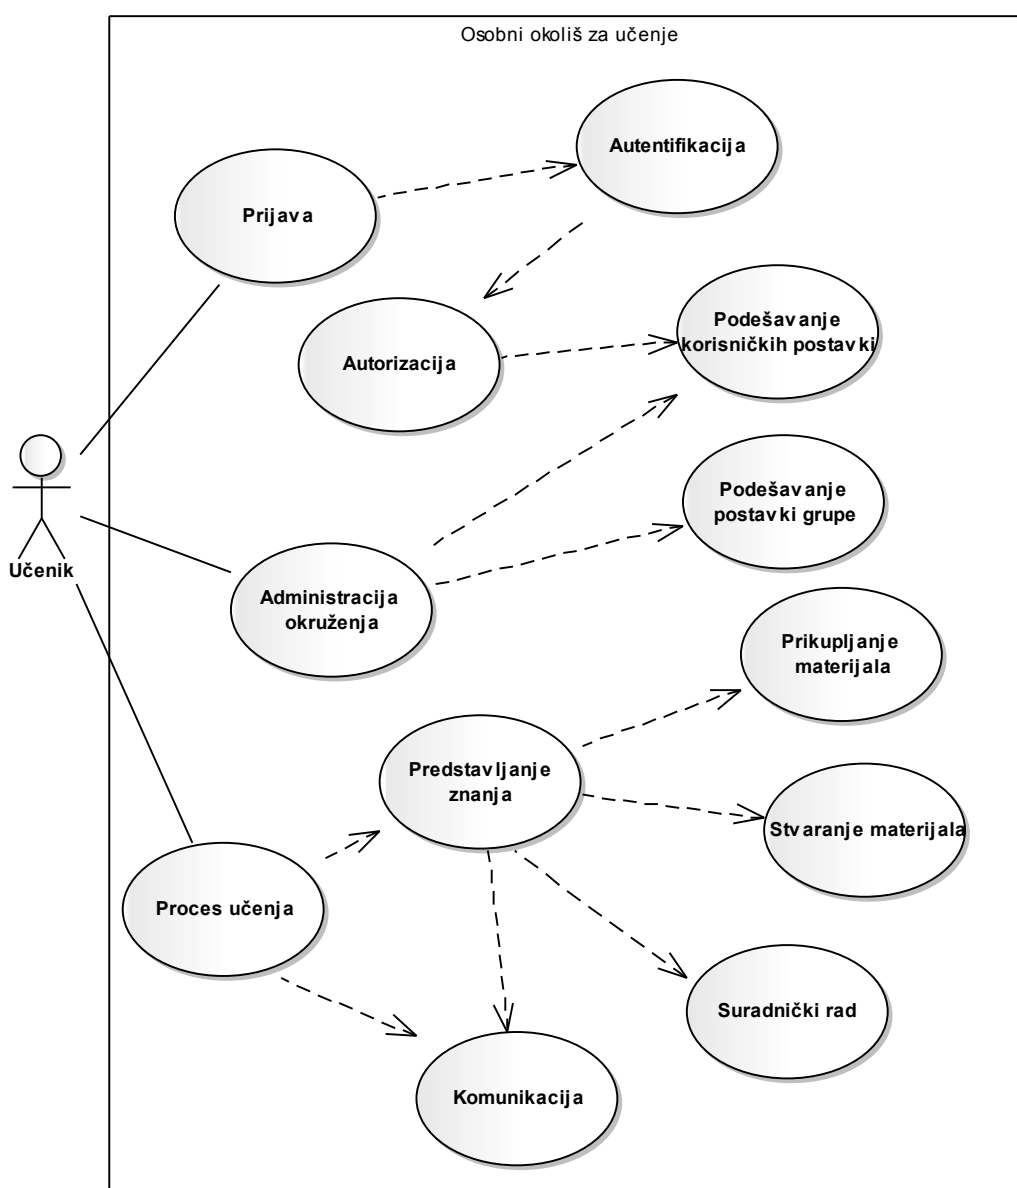 Osobni okoliš za učenje
Autentifikacija
Prijava
Podešavanje
korisničkih postavki
Autorizacija
Podešavanje
postavki grupe
Učenik
Administracija
okruženja
Prikupljanje
materijala
Predstavljanje
znanja
Stvaranje materijala
Proces učenja
Suradnički rad
Komunikacija